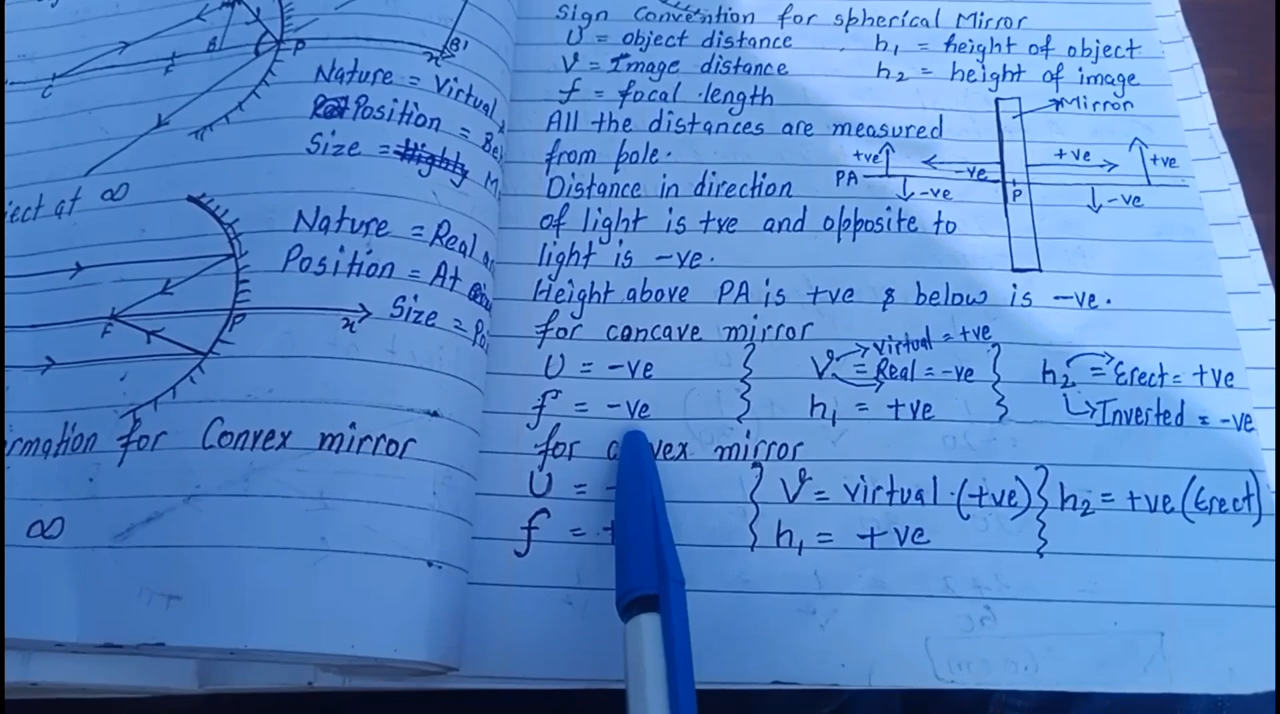 C
F
B
P
x
B'
Nature = Virtual
Position = Be
Size = Highly M
ject at ∞
Nature = Real
Position = At
Size = Po
F
P
x
rmation for Convex mirror
∞
Sign Convention for spherical Mirror
U = object distance h₁ = height of object
V = Image distance h₂ = height of image
f = focal length
Mirror
All the distances are measured
from pole.
+ve -ve +ve +ve
PA -ve P -ve
Distance in direction
of light is +ve and opposite to
light is -ve.
Height above PA is +ve & below is -ve.
for concave mirror
U = -ve V → virtual = +ve
= Real = -ve h₂ = Erect = +ve
f = -ve h₁ = +ve Inverted = -ve
for vex mirror
U = - V = virtual (+ve) h₂ = +ve (Erect)
f = + h₁ = +ve